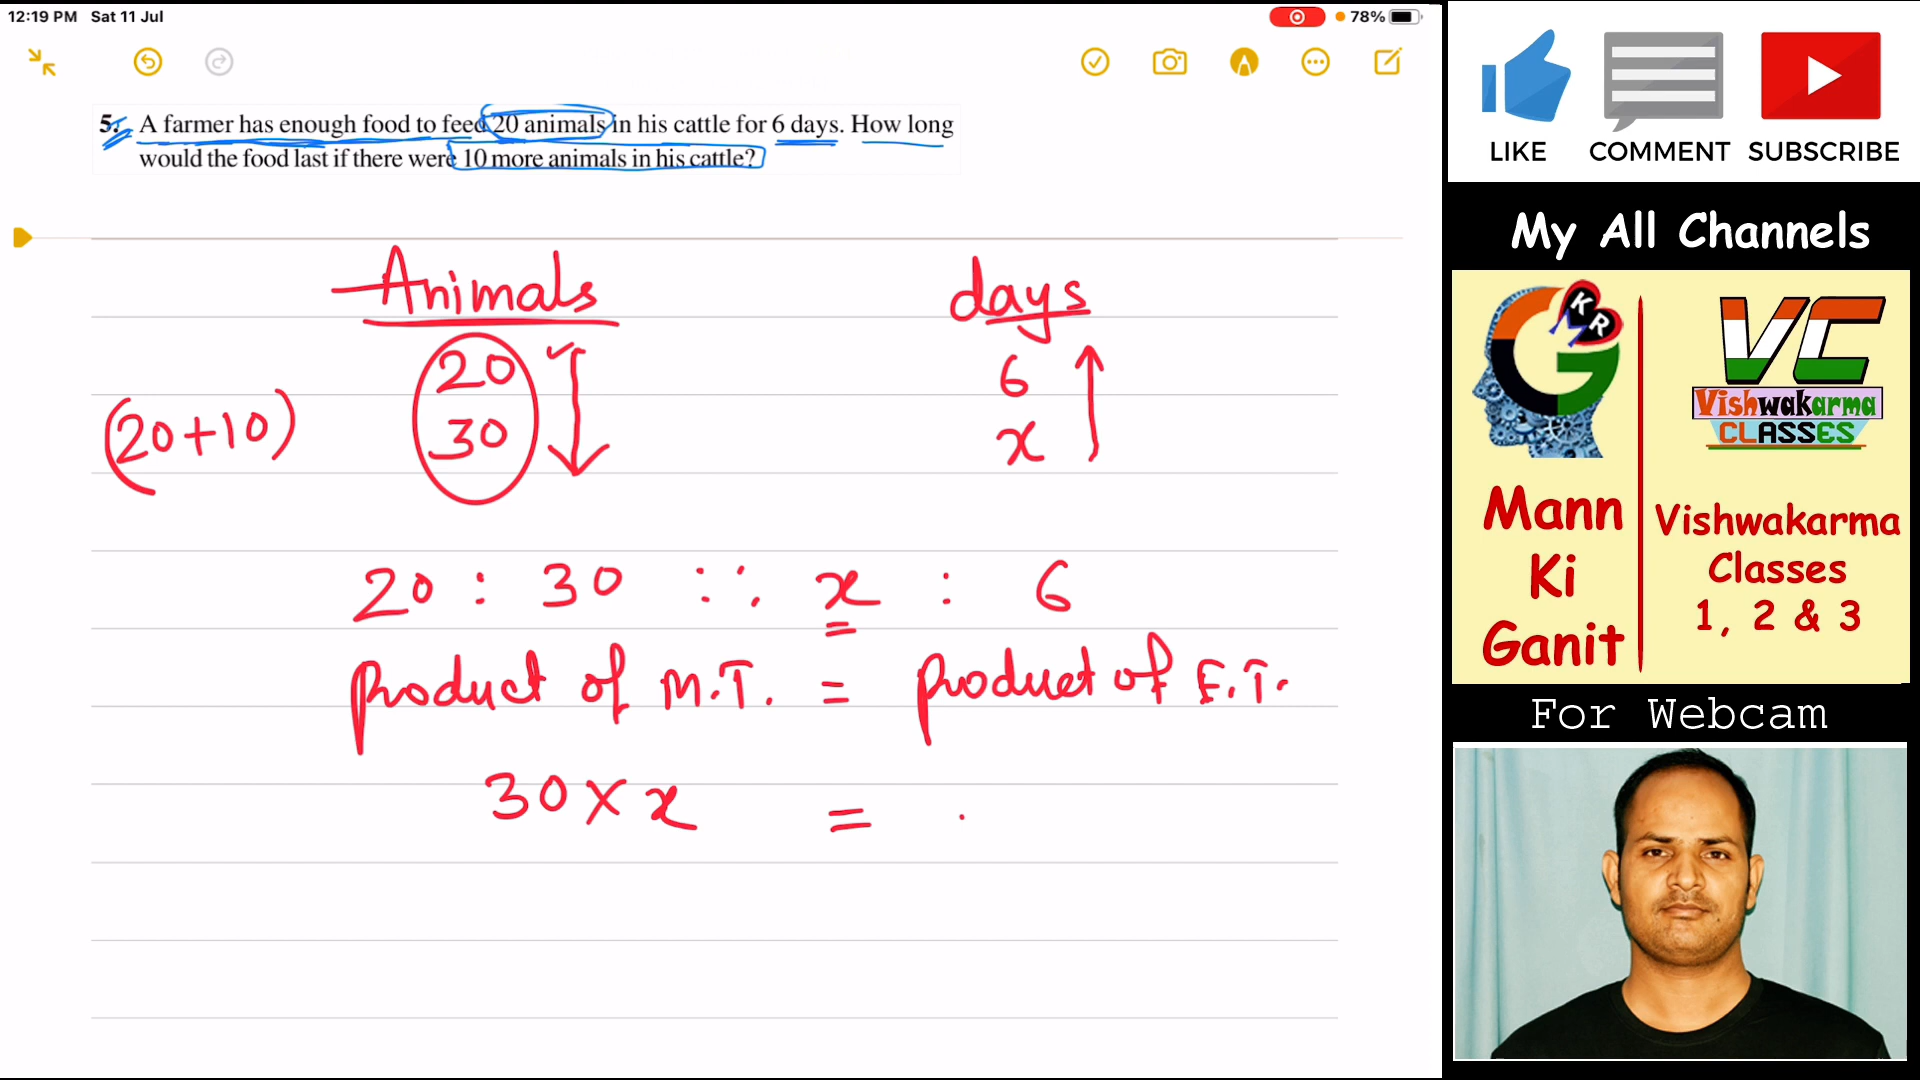 12:19 PM Sat 11 Jul
78%
5. A farmer has enough food to feed 20 animals in his cattle for 6 days. How long
would the food last if there were 10 more animals in his cattle?
Animals days
20 6
(20+10) 30 x
20 : 30 :: x : 6
product of M.T. = product of E.T.
30 × x =
LIKE COMMENT SUBSCRIBE
My All Channels
G KR
VC
Vishwakarma
CLASSES
Mann
Ki
Ganit
Vishwakarma
Classes
1, 2 & 3
For Webcam